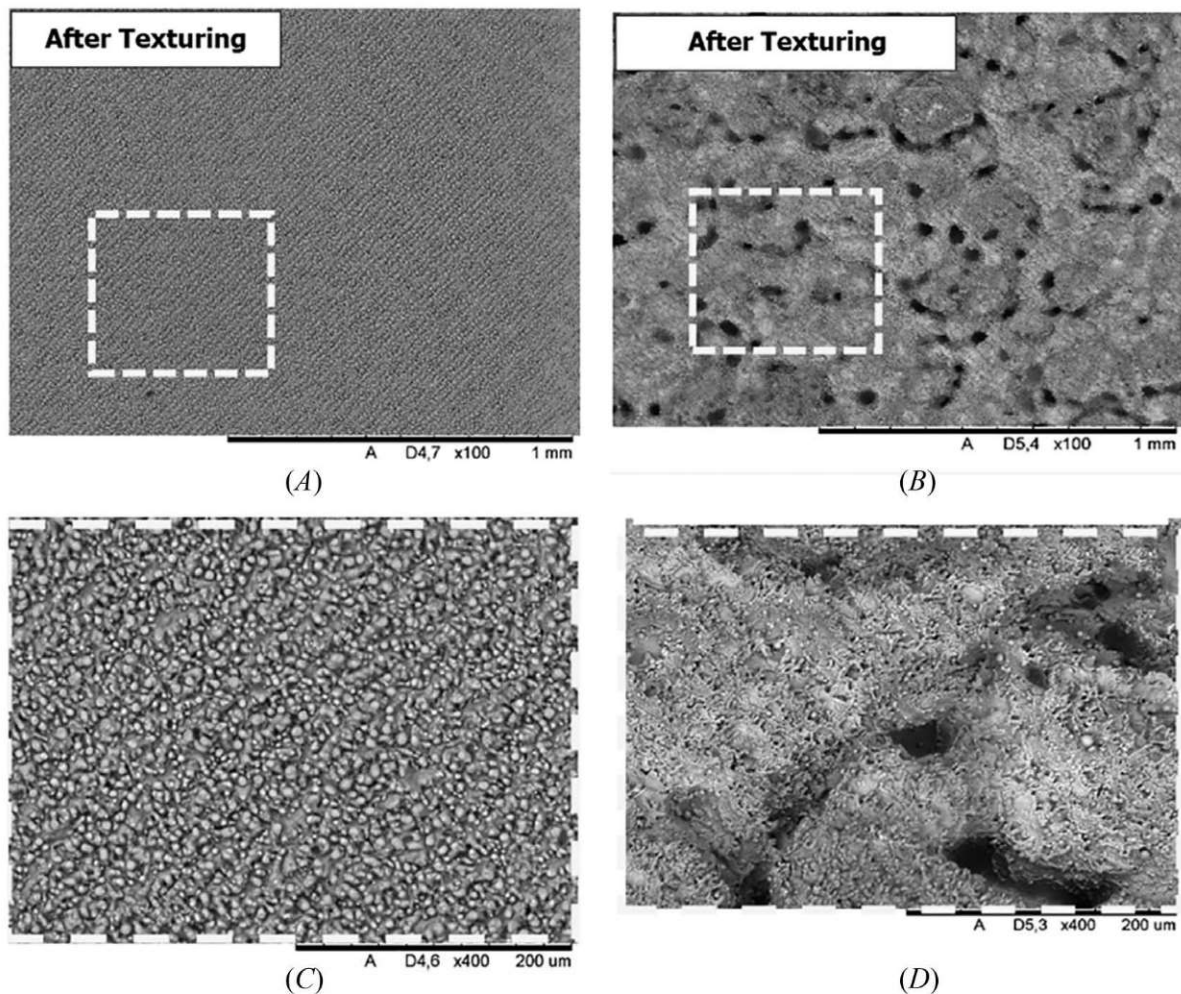 After Texturing
After Texturing
A D4,7 x100 1 mm
A D5,4 x100 1 mm
(A)
(B)
A D4,6 x400 200 um
A D5,3 x400 200 um
(C)
(D)